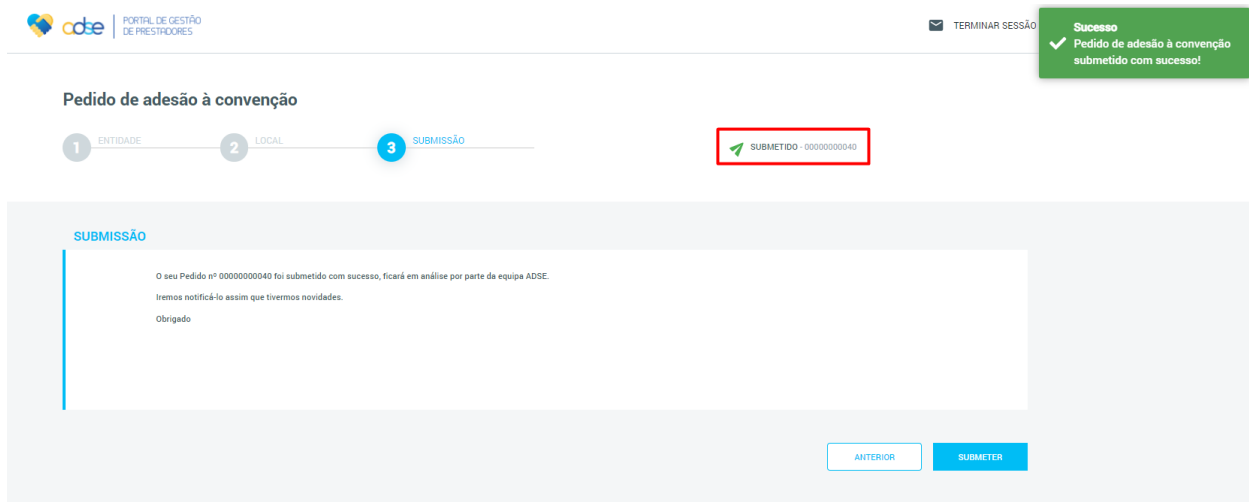 adse
PORTAL DE GESTÃO
DE PRESTADORES
TERMINAR SESSÃO
Sucesso
Pedido de adesão à convenção
submetido com sucesso!
Pedido de adesão à convenção
1 ENTIDADE 2 LOCAL 3 SUBMISSÃO SUBMETIDO - 00000000040
SUBMISSÃO
O seu Pedido nº 00000000040 foi submetido com sucesso, ficará em análise por parte da equipa ADSE.
Iremos notificá-lo assim que tivermos novidades.
Obrigado
ANTERIOR SUBMETER